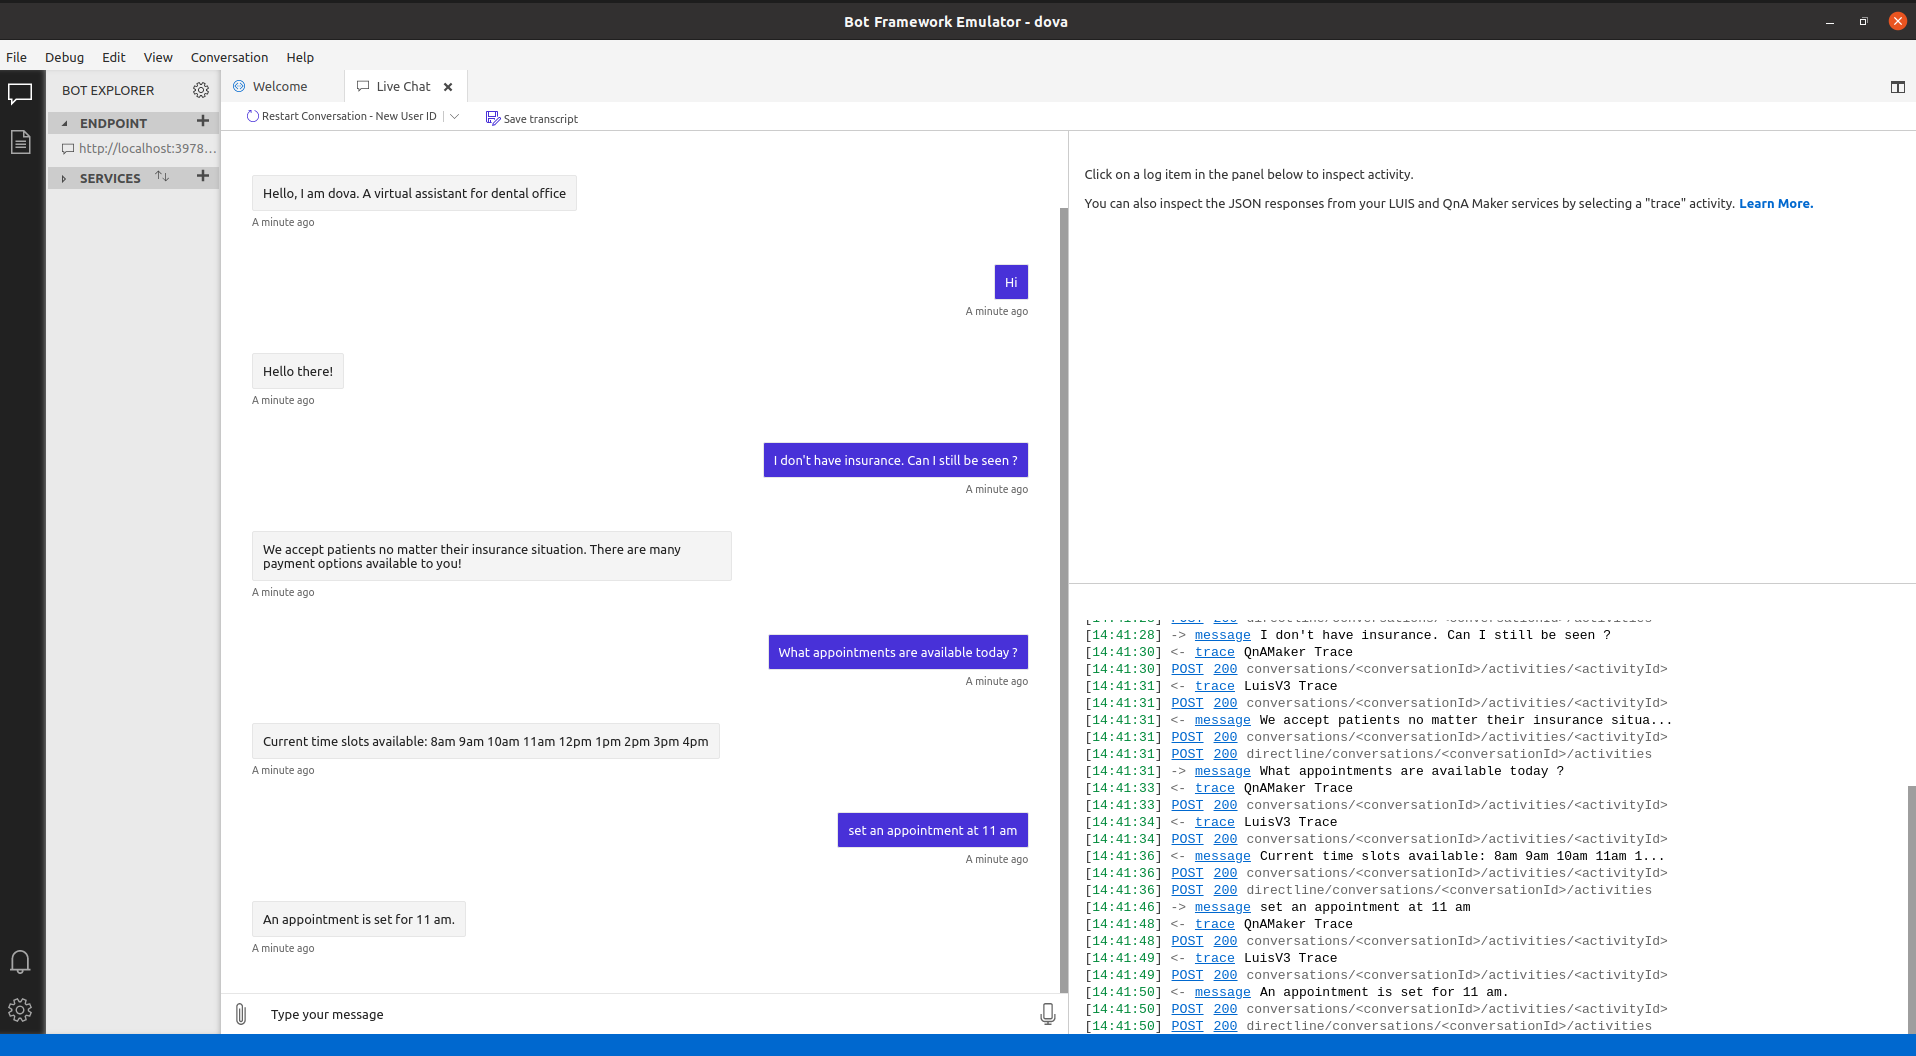 Bot Framework Emulator - dova
File Debug Edit View Conversation Help
BOT EXPLORER
ENDPOINT
http://localhost:3978...
SERVICES
Welcome
Live Chat
Restart Conversation - New User ID
Save transcript
Hello, I am dova. A virtual assistant for dental office
A minute ago
Hi
A minute ago
Hello there!
A minute ago
I don't have insurance. Can I still be seen ?
A minute ago
We accept patients no matter their insurance situation. There are many
payment options available to you!
A minute ago
What appointments are available today ?
A minute ago
Current time slots available: 8am 9am 10am 11am 12pm 1pm 2pm 3pm 4pm
A minute ago
set an appointment at 11 am
A minute ago
An appointment is set for 11 am.
A minute ago
Type your message
Click on a log item in the panel below to inspect activity.
You can also inspect the JSON responses from your LUIS and QnA Maker services by selecting a "trace" activity. Learn More.
[14:41:28] -> message I don't have insurance. Can I still be seen ?
[14:41:30] <- trace QnAMaker Trace
[14:41:30] POST 200 conversations/<conversationId>/activities/<activityId>
[14:41:31] <- trace LuisV3 Trace
[14:41:31] POST 200 conversations/<conversationId>/activities/<activityId>
[14:41:31] <- message We accept patients no matter their insurance situa...
[14:41:31] POST 200 conversations/<conversationId>/activities/<activityId>
[14:41:31] POST 200 directline/conversations/<conversationId>/activities
[14:41:31] -> message What appointments are available today ?
[14:41:33] <- trace QnAMaker Trace
[14:41:33] POST 200 conversations/<conversationId>/activities/<activityId>
[14:41:34] <- trace LuisV3 Trace
[14:41:34] POST 200 conversations/<conversationId>/activities/<activityId>
[14:41:36] <- message Current time slots available: 8am 9am 10am 11am 1...
[14:41:36] POST 200 conversations/<conversationId>/activities/<activityId>
[14:41:36] POST 200 directline/conversations/<conversationId>/activities
[14:41:46] -> message set an appointment at 11 am
[14:41:48] <- trace QnAMaker Trace
[14:41:48] POST 200 conversations/<conversationId>/activities/<activityId>
[14:41:49] <- trace LuisV3 Trace
[14:41:49] POST 200 conversations/<conversationId>/activities/<activityId>
[14:41:50] <- message An appointment is set for 11 am.
[14:41:50] POST 200 conversations/<conversationId>/activities/<activityId>
[14:41:50] POST 200 directline/conversations/<conversationId>/activities